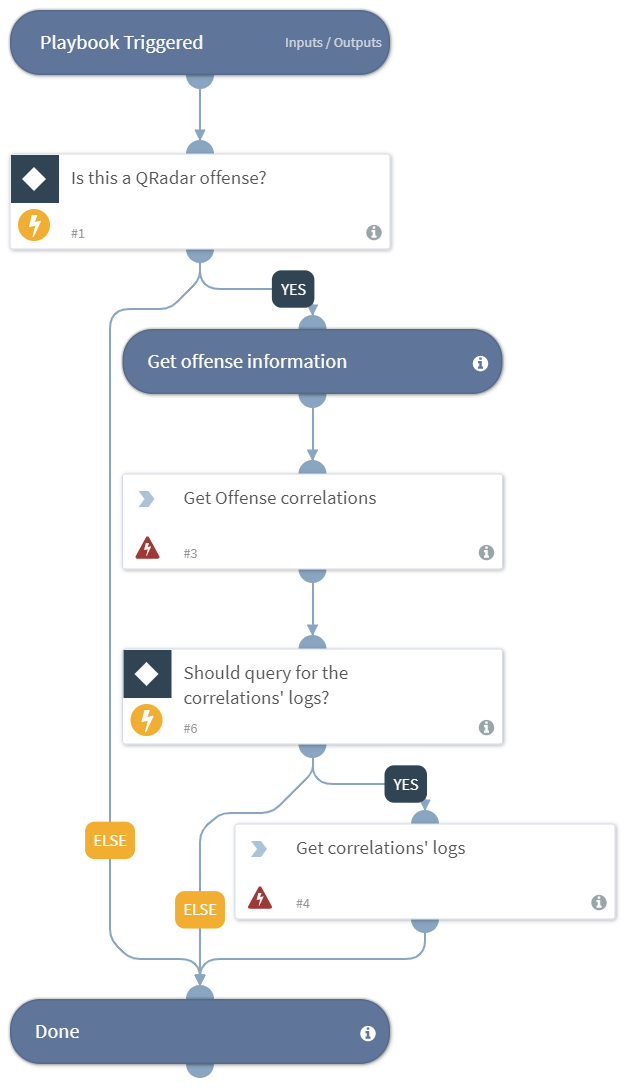 Playbook Triggered
Inputs / Outputs
Is this a QRadar offense?
#1
YES
Get offense information
Get Offense correlations
#3
Should query for the
correlations' logs?
#6
YES
ELSE
Get correlations' logs
#4
ELSE
Done